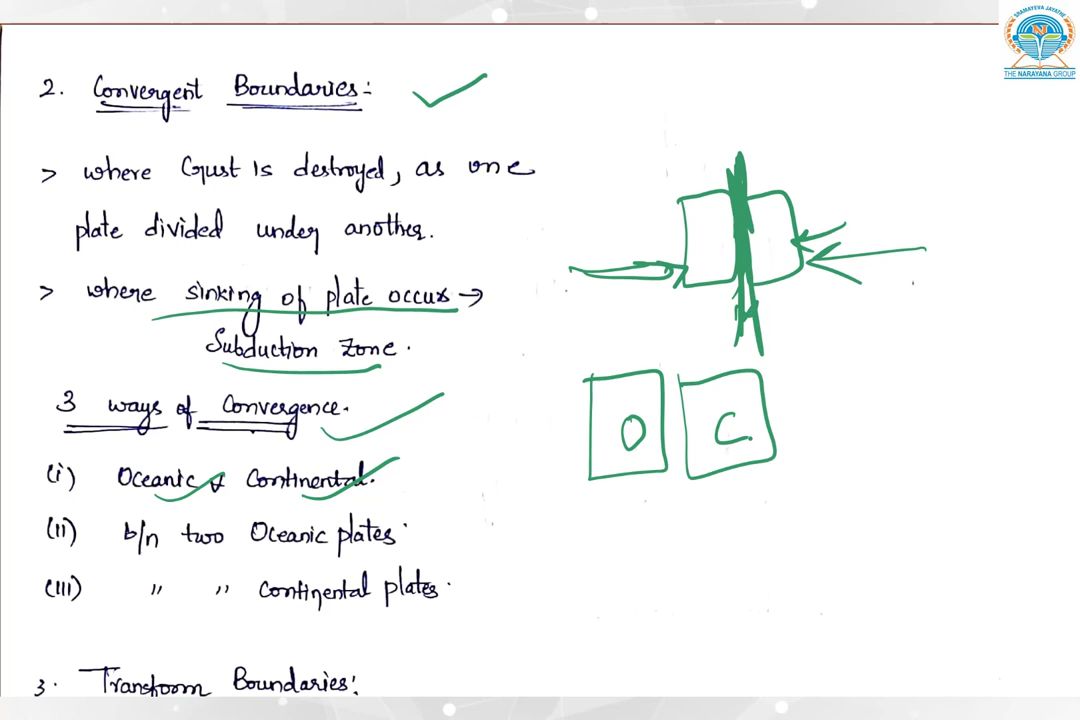 SRAMAYEVA JAYATHE
N
THE NARAYANA GROUP
2. Convergent Boundaries:
> where Crust is destroyed, as one
plate divided under another.
> where sinking of plate occurs →
Subduction zone.
3 ways of Convergence.
(i) Oceanic & Continental.
(ii) b/n two Oceanic plates.
(iii) " " Continental plates.
O C
3. Transform Boundaries: